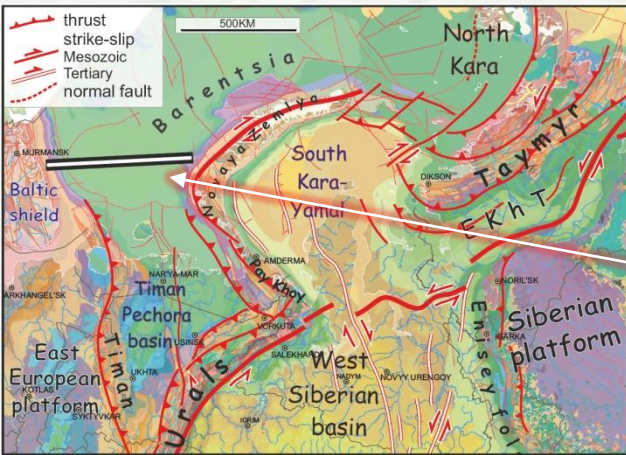 thrust
strike-slip
Mesozoic
Tertiary
normal fault
500KM
North
Kara
Barentsia
Novaya Zemlya
MURMANSK
Baltic
shield
South
Kara-
Yamal
DIKSON
Taymyr
EKhT
AMDERMA
Pay Khoy
NARYA-MAR
ARKHANGEL'SK
Timan
Pechora
basin
NORIL'SK
IGARKA
Siberian
platform
VORKUTA
USINSK
SALEKHARD
Timan
UKHTA
Urals
East
European
platform
KOTLAS
SYKTYVKAR
West
Siberian
basin
NADYM
NOVYY URENGOY
IGRIM
Enisey fol